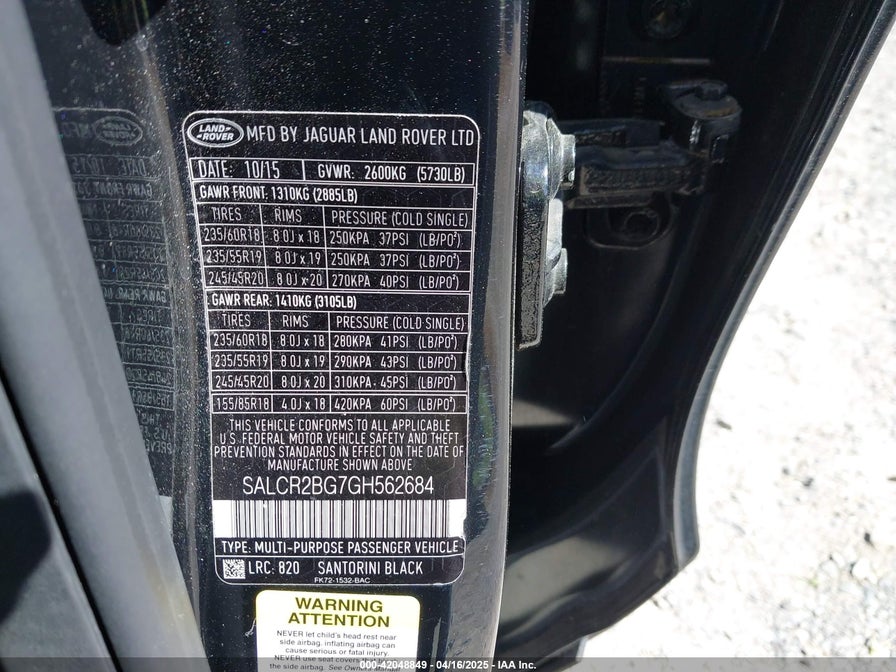 LAND ROVER MFD BY JAGUAR LAND ROVER LTD
DATE: 10/15 GVWR: 2600KG (5730LB)
GAWR FRONT: 1310KG (2885LB)
TIRES RIMS PRESSURE (COLD SINGLE)
235/60R18 8.0J x 18 250KPA 37PSI (LB/PO²)
235/55R19 8.0J x 19 250KPA 37PSI (LB/PO²)
245/45R20 8.0J x 20 270KPA 40PSI (LB/PO²)
GAWR REAR: 1410KG (3105LB)
TIRES RIMS PRESSURE (COLD SINGLE)
235/60R18 8.0J x 18 280KPA 41PSI (LB/PO²)
235/55R19 8.0J x 19 290KPA 43PSI (LB/PO²)
245/45R20 8.0J x 20 310KPA 45PSI (LB/PO²)
155/85R18 4.0J x 18 420KPA 60PSI (LB/PO²)
THIS VEHICLE CONFORMS TO ALL APPLICABLE
U.S. FEDERAL MOTOR VEHICLE SAFETY AND THEFT
PREVENTION STANDARDS IN EFFECT ON THE DATE OF
MANUFACTURE SHOWN ABOVE
SALCR2BG7GH562684
TYPE: MULTI-PURPOSE PASSENGER VEHICLE
LRC: 820 SANTORINI BLACK
FK72-1532-BAC
WARNING
ATTENTION
NEVER let child's head rest near
side airbag. inflating airbag can
cause serious or fatal injury.
NEVER use seat covers
See Owner
000-42048849 - 04/16/2025 - IAA Inc.